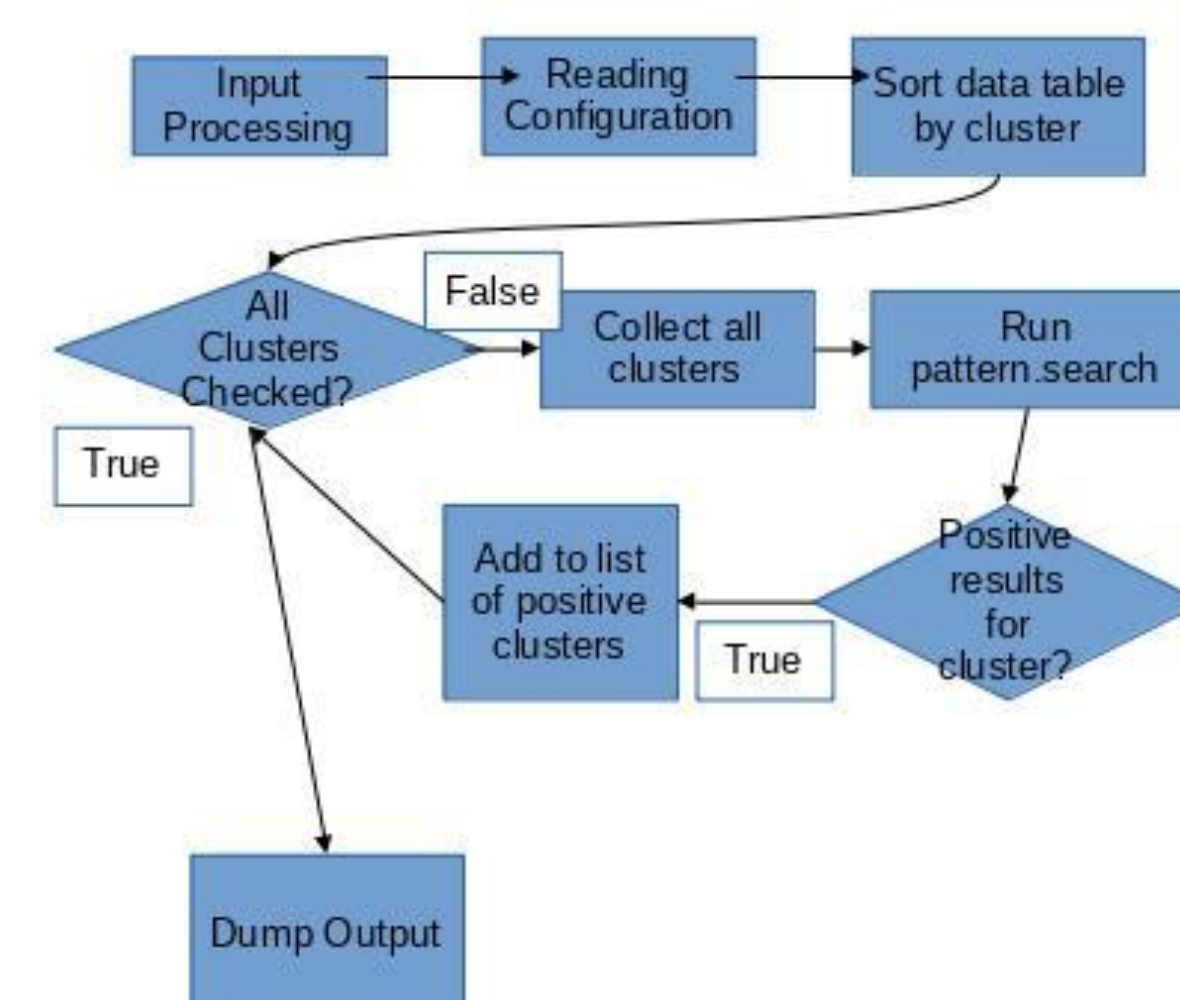 Input
Processing
Reading
Configuration
Sort data table
by cluster
All
Clusters
Checked?
False
Collect all
clusters
Run
pattern.search
True
Add to list
of positive
clusters
True
Positive
results
for
cluster?
Dump Output